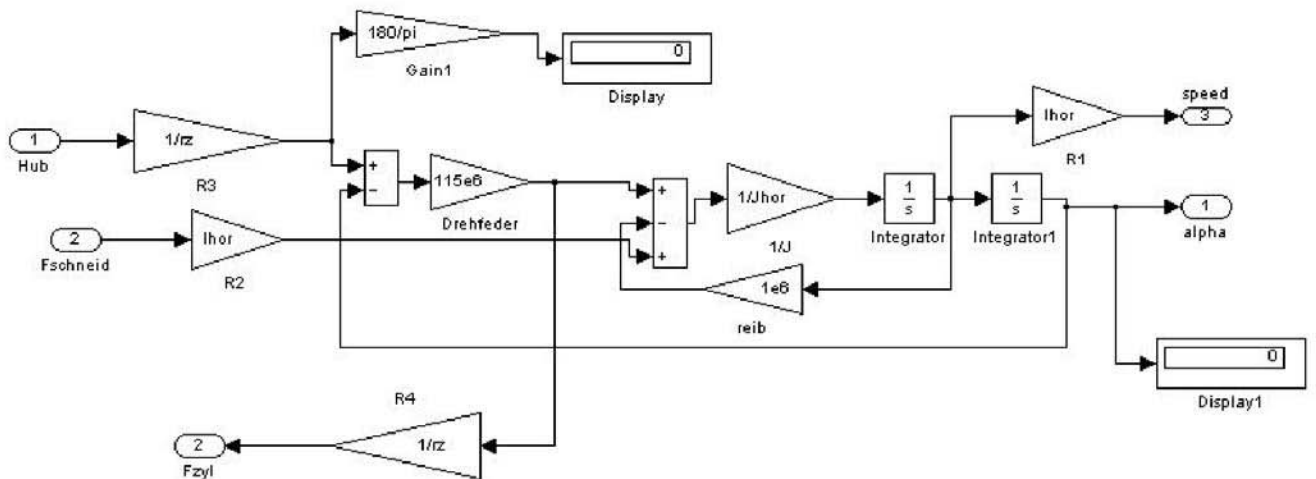 180/pi
Gain1
0
Display
1
Hub
1/rz
R3
+
−
115e6
Drehfeder
2
Fschneid
lhor
R2
+
−
+
1/Jhor
1/J
1
s
Integrator
1
s
Integrator1
lhor
R1
speed
3
1
alpha
1e6
reib
0
Display1
R4
1/rz
2
Fzyl